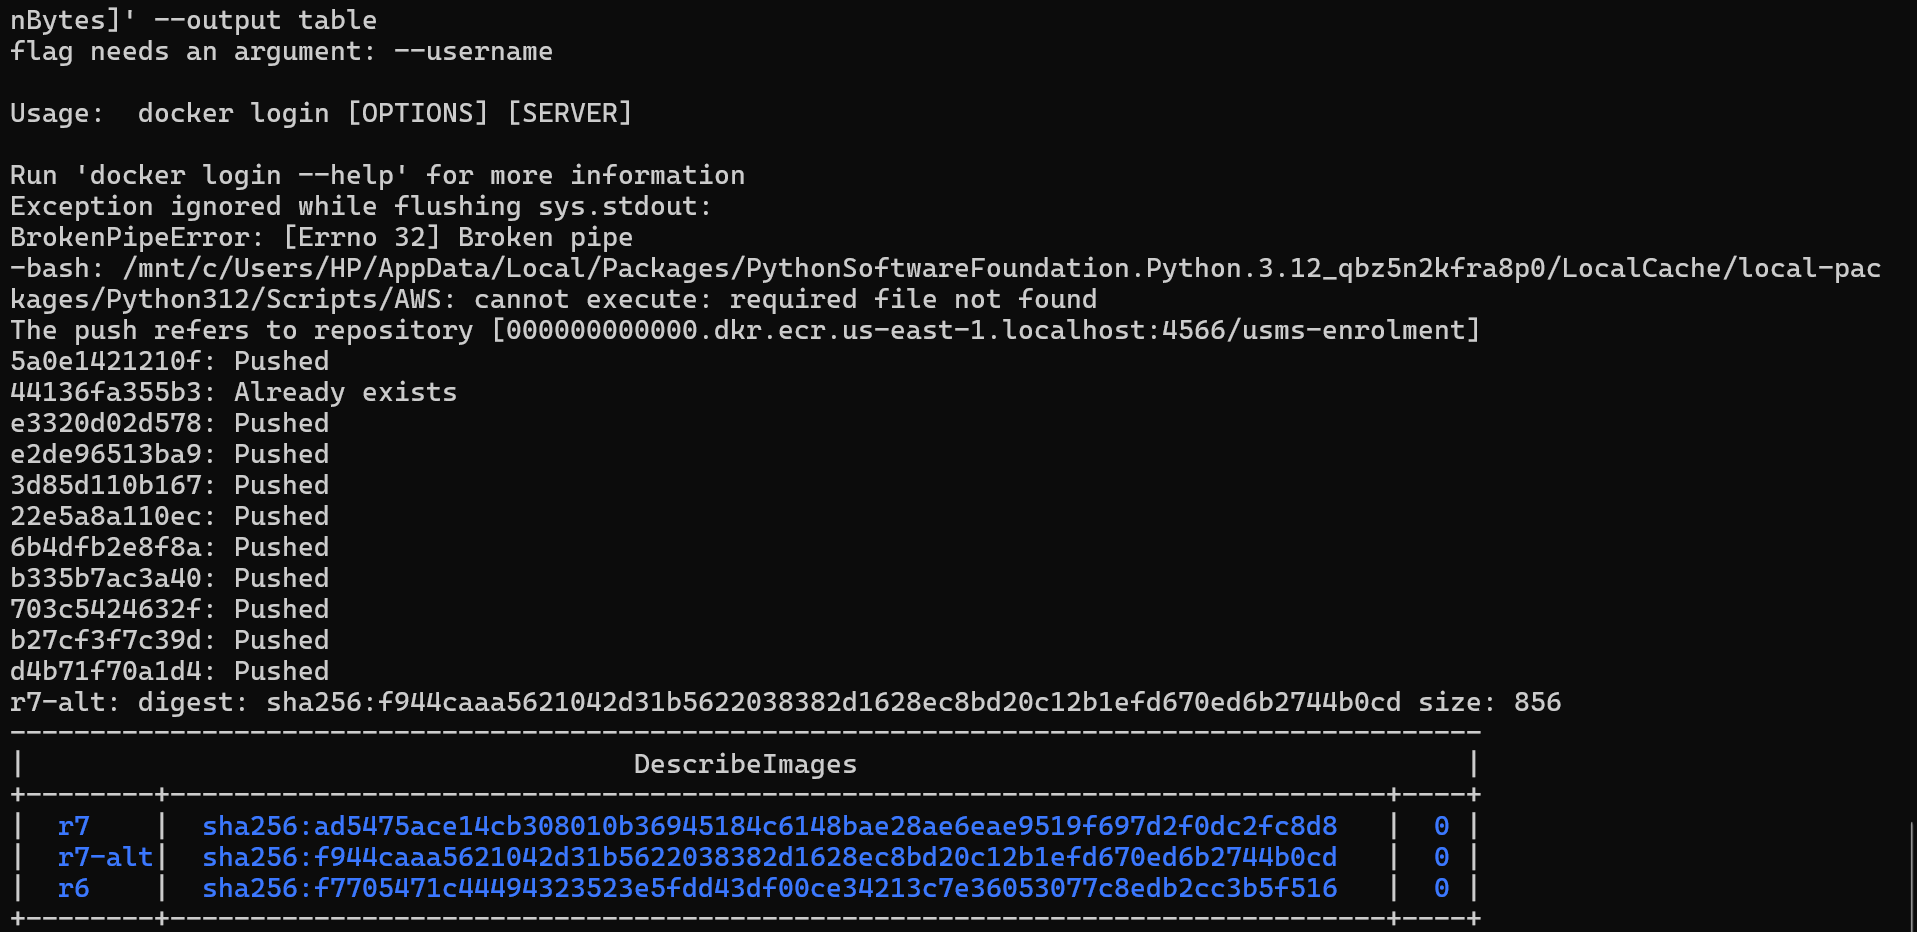 nBytes]' --output table
flag needs an argument: --username
Usage:  docker login [OPTIONS] [SERVER]
Run 'docker login --help' for more information
Exception ignored while flushing sys.stdout:
BrokenPipeError: [Errno 32] Broken pipe
-bash: /mnt/c/Users/HP/AppData/Local/Packages/PythonSoftwareFoundation.Python.3.12_qbz5n2kfra8p0/LocalCache/local-pac
kages/Python312/Scripts/AWS: cannot execute: required file not found
The push refers to repository [000000000000.dkr.ecr.us-east-1.localhost:4566/usms-enrolment]
5a0e1421210f: Pushed
44136fa355b3: Already exists
e3320d02d578: Pushed
e2de96513ba9: Pushed
3d85d110b167: Pushed
22e5a8a110ec: Pushed
6b4dfb2e8f8a: Pushed
b335b7ac3a40: Pushed
703c5424632f: Pushed
b27cf3f7c39d: Pushed
d4b71f70a1d4: Pushed
r7-alt: digest: sha256:f944caaa5621042d31b5622038382d1628ec8bd20c12b1efd670ed6b2744b0cd size: 856
--------------------------------------------------------------------------------------------
|                                      DescribeImages                                      |
+--------+----------------------------------------------------------------------------+----+
|  r7    |  sha256:ad5475ace14cb308010b36945184c6148bae28ae6eae9519f697d2f0dc2fc8d8   |  0 |
|  r7-alt|  sha256:f944caaa5621042d31b5622038382d1628ec8bd20c12b1efd670ed6b2744b0cd   |  0 |
|  r6    |  sha256:f7705471c44494323523e5fdd43df00ce34213c7e36053077c8edb2cc3b5f516   |  0 |
+--------+----------------------------------------------------------------------------+----+